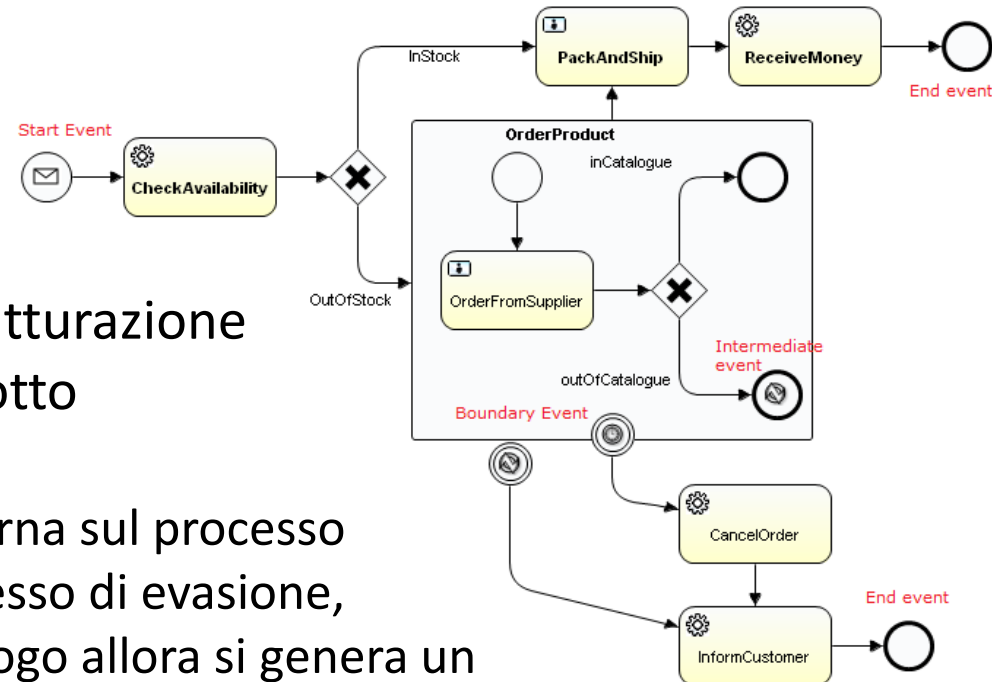 InStock
PackAndShip
ReceiveMoney
End event
Start Event
CheckAvailability
OrderProduct
inCatalogue
OutOfStock
OrderFromSupplier
tturazione
otto
Intermediate
event
outOfCatalogue
Boundary Event
rna sul processo
CancelOrder
esso di evasione,
End event
ogo allora si genera un
InformCustomer